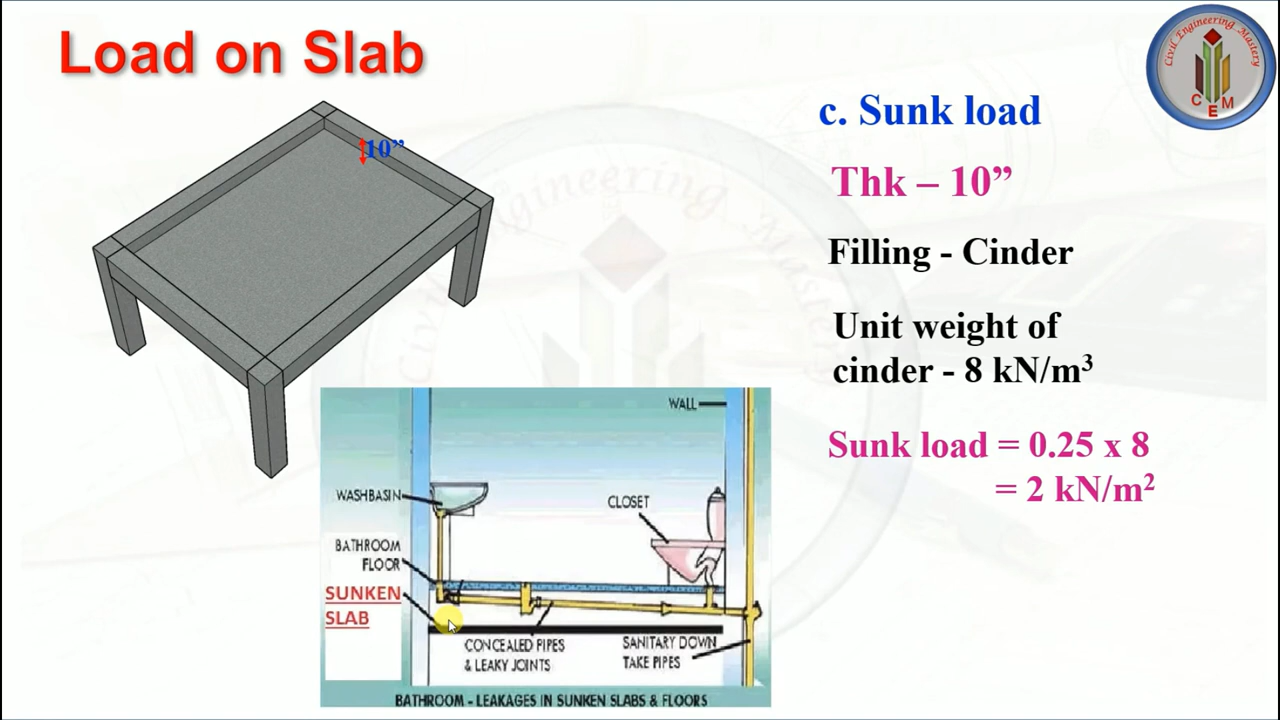 Load on Slab
Civil Engineering Mastery
C E M
10”
c. Sunk load
Thk – 10”
Filling - Cinder
Unit weight of
cinder - 8 kN/m³
Sunk load = 0.25 x 8
= 2 kN/m²
WALL
WASHBASIN
CLOSET
BATHROOM
FLOOR
SUNKEN
SLAB
CONCEALED PIPES
& LEAKY JOINTS
SANITARY DOWN
TAKE PIPES
BATHROOM - LEAKAGES IN SUNKEN SLABS & FLOORS